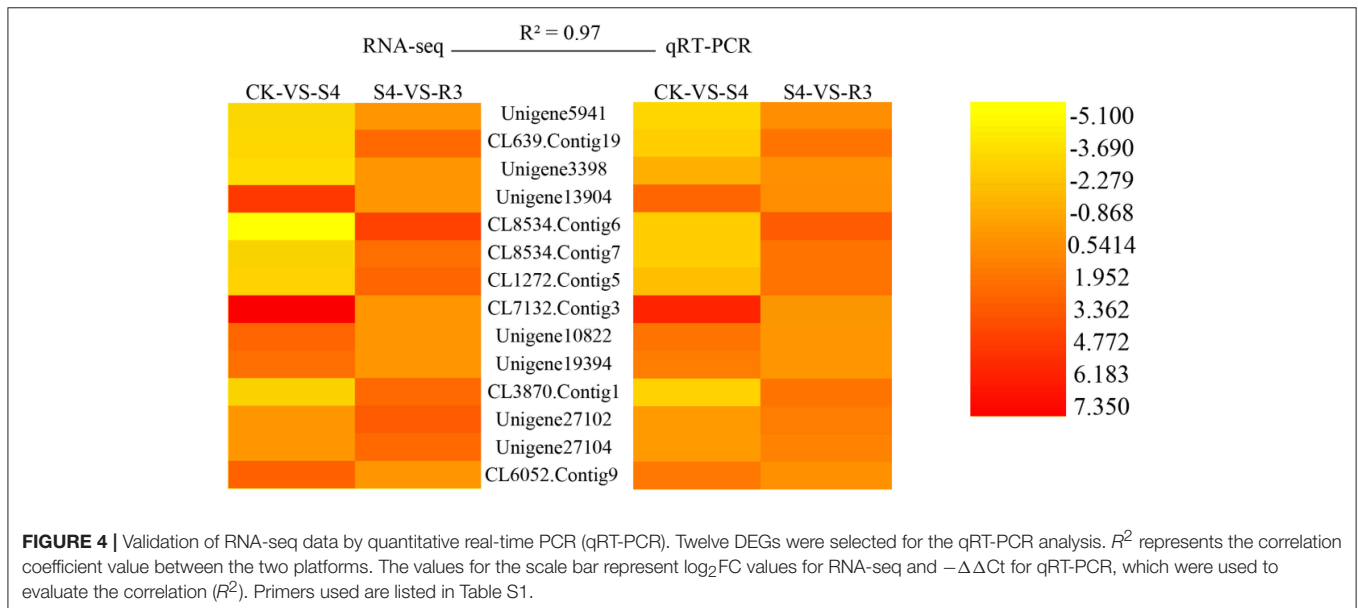 R² = 0.97
RNA-seq qRT-PCR
CK-VS-S4 S4-VS-R3 CK-VS-S4 S4-VS-R3
Unigene5941
CL639.Contig19
Unigene3398
Unigene13904
CL8534.Contig6
CL8534.Contig7
CL1272.Contig5
CL7132.Contig3
Unigene10822
Unigene19394
CL3870.Contig1
Unigene27102
Unigene27104
CL6052.Contig9
-5.100
-3.690
-2.279
-0.868
0.5414
1.952
3.362
4.772
6.183
7.350
FIGURE 4 | Validation of RNA-seq data by quantitative real-time PCR (qRT-PCR). Twelve DEGs were selected for the qRT-PCR analysis. R² represents the correlation
coefficient value between the two platforms. The values for the scale bar represent log₂FC values for RNA-seq and −ΔΔCt for qRT-PCR, which were used to
evaluate the correlation (R²). Primers used are listed in Table S1.